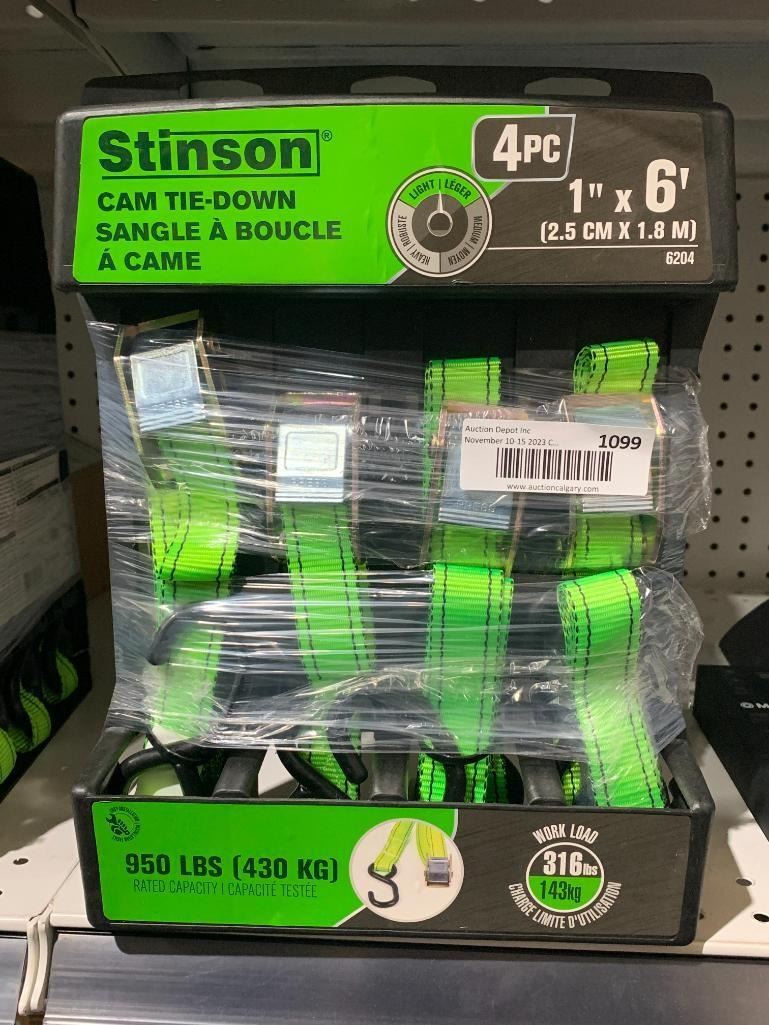 Stinson®
CAM TIE-DOWN
SANGLE À BOUCLE
Á CAME
4PC
LIGHT | LÉGER
MEDIUM | MOYEN
HEAVY | ROBUSTE
1" x 6'
(2.5 CM X 1.8 M)
6204
Auction Depot Inc
November 10-15 2023 C...
1099
www.auctioncalgary.com
950 LBS (430 KG)
RATED CAPACITY | CAPACITÉ TESTÉE
WORK LOAD
316lbs
143kg
CHARGE LIMITE D'UTILISATION